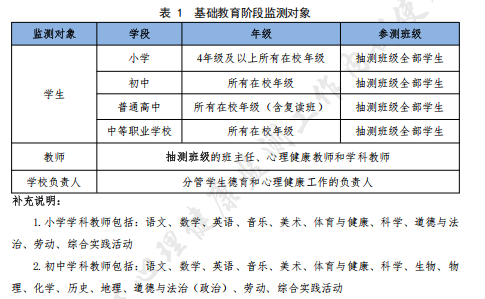 表 1 基础教育阶段监测对象
监测对象 学段 年级 参测班级
学生
小学 4年级及以上所有在校年级 抽测班级全部学生
初中 所有在校年级 抽测班级全部学生
普通高中 所有在校年级（含复读班） 抽测班级全部学生
中等职业学校 所有在校年级 抽测班级全部学生
教师 抽测班级的班主任、心理健康教师和学科教师
学校负责人 分管学生德育和心理健康工作的负责人
补充说明：
1.小学学科教师包括：语文、数学、英语、音乐、美术、体育与健康、科学、道德与法
治、劳动、综合实践活动
2.初中学科教师包括：语文、数学、英语、音乐、美术、体育与健康、科学、生物、物
理、化学、历史、地理、道德与法治（政治）、劳动、综合实践活动